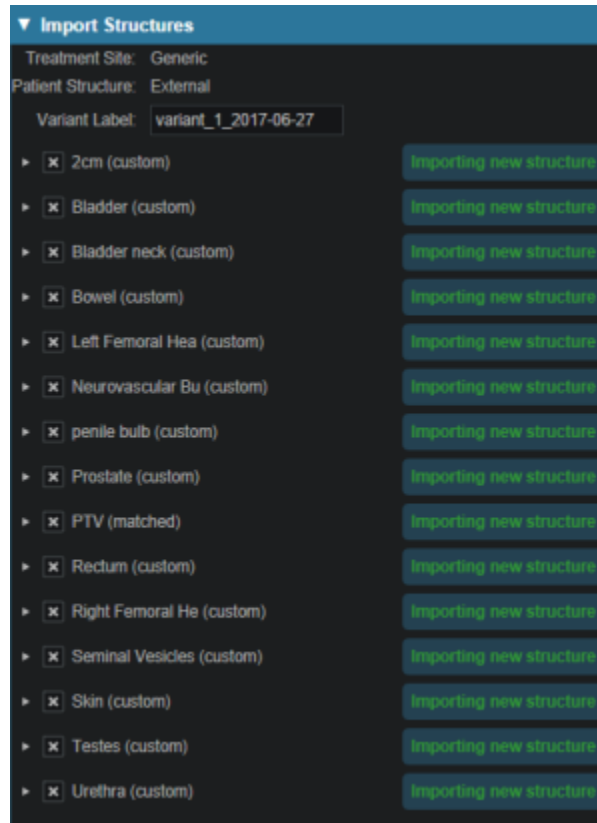 ▼ Import Structures
Treatment Site: Generic
Patient Structure: External
Variant Label: variant_1_2017-06-27
2cm (custom) Importing new structure
Bladder (custom) Importing new structure
Bladder neck (custom) Importing new structure
Bowel (custom) Importing new structure
Left Femoral Hea (custom) Importing new structure
Neurovascular Bu (custom) Importing new structure
penile bulb (custom) Importing new structure
Prostate (custom) Importing new structure
PTV (matched) Importing new structure
Rectum (custom) Importing new structure
Right Femoral He (custom) Importing new structure
Seminal Vesicles (custom) Importing new structure
Skin (custom) Importing new structure
Testes (custom) Importing new structure
Urethra (custom) Importing new structure